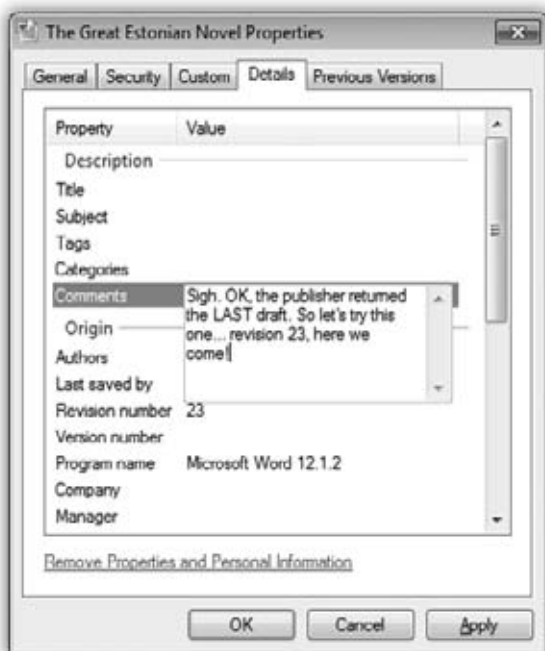 The Great Estonian Novel Properties
General Security Custom Details Previous Versions
Property Value
Description
Title
Subject
Tags
Categories
Comments Sigh. OK, the publisher returned
the LAST draft. So let's try this
one... revision 23, here we
come!
Origin
Authors
Last saved by
Revision number 23
Version number
Program name Microsoft Word 12.1.2
Company
Manager
Remove Properties and Personal Information
OK Cancel Apply